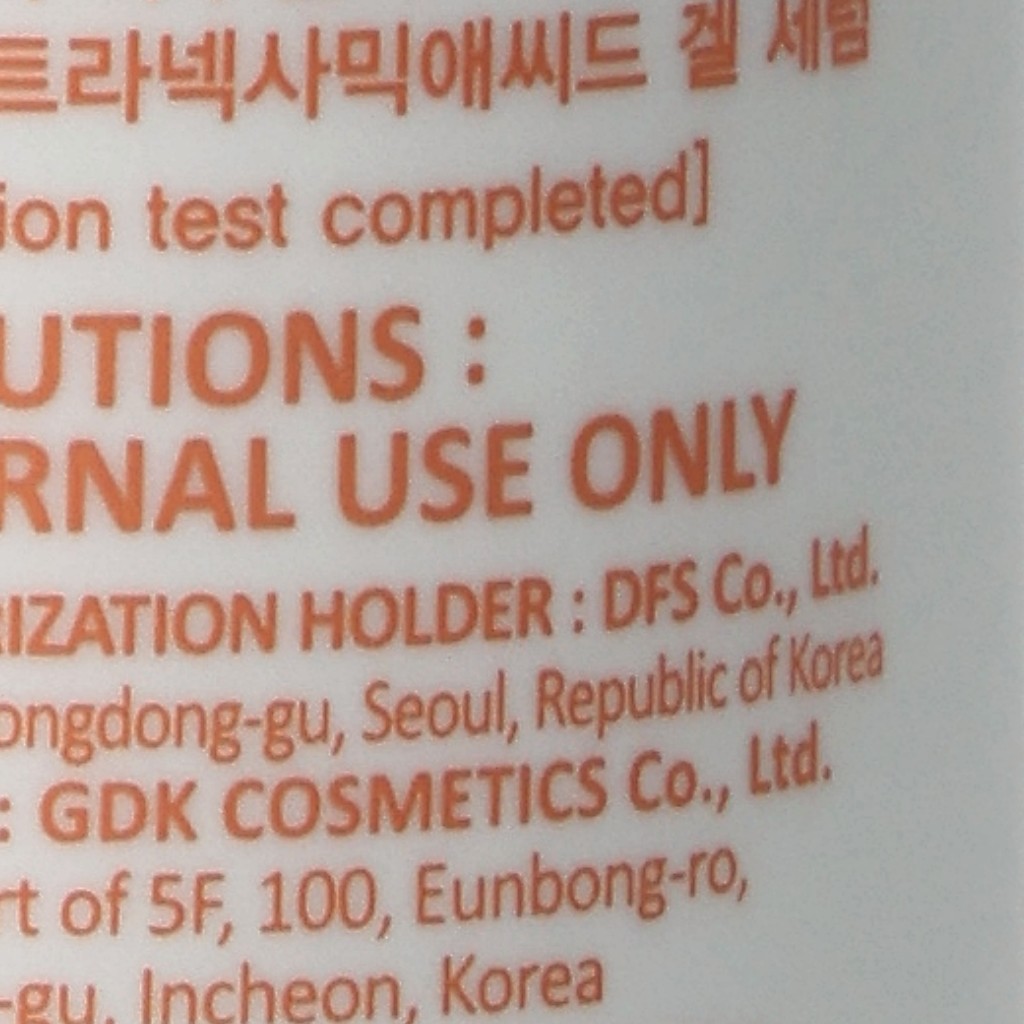 트라넥사믹애씨드 겔 세럼
ion test completed]
UTIONS :
RNAL USE ONLY
RIZATION HOLDER : DFS Co., Ltd.
ongdong-gu, Seoul, Republic of Korea
: GDK COSMETICS Co., Ltd.
rt of 5F, 100, Eunbong-ro,
-gu, Incheon, Korea